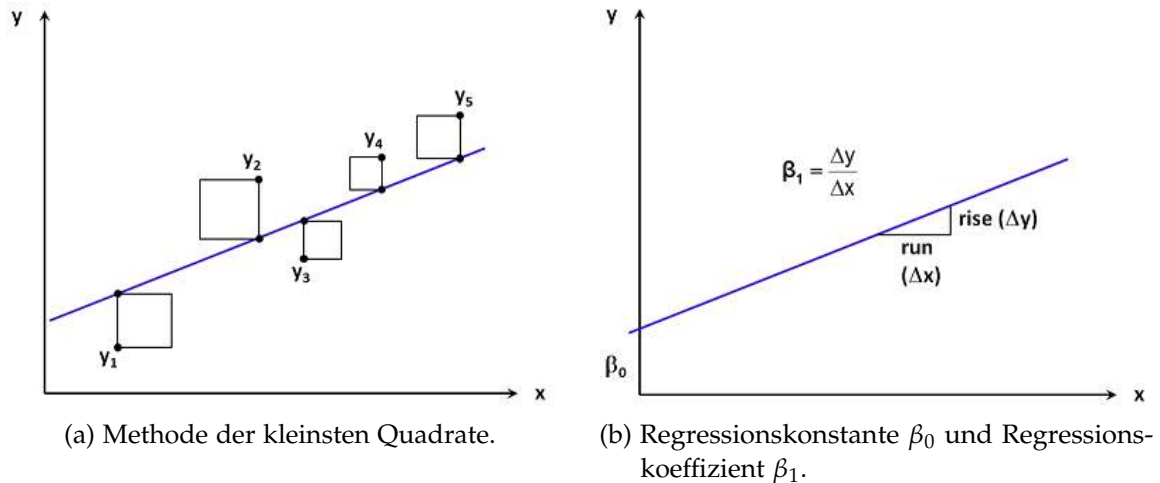 y
y₅
y₄
y₂
y₃
y₁
x
(a) Methode der kleinsten Quadrate.
y
β₁ = Δy/Δx
rise (Δy)
run
(Δx)
β₀
x
(b) Regressionskonstante β₀ und Regressions-
koeffizient β₁.